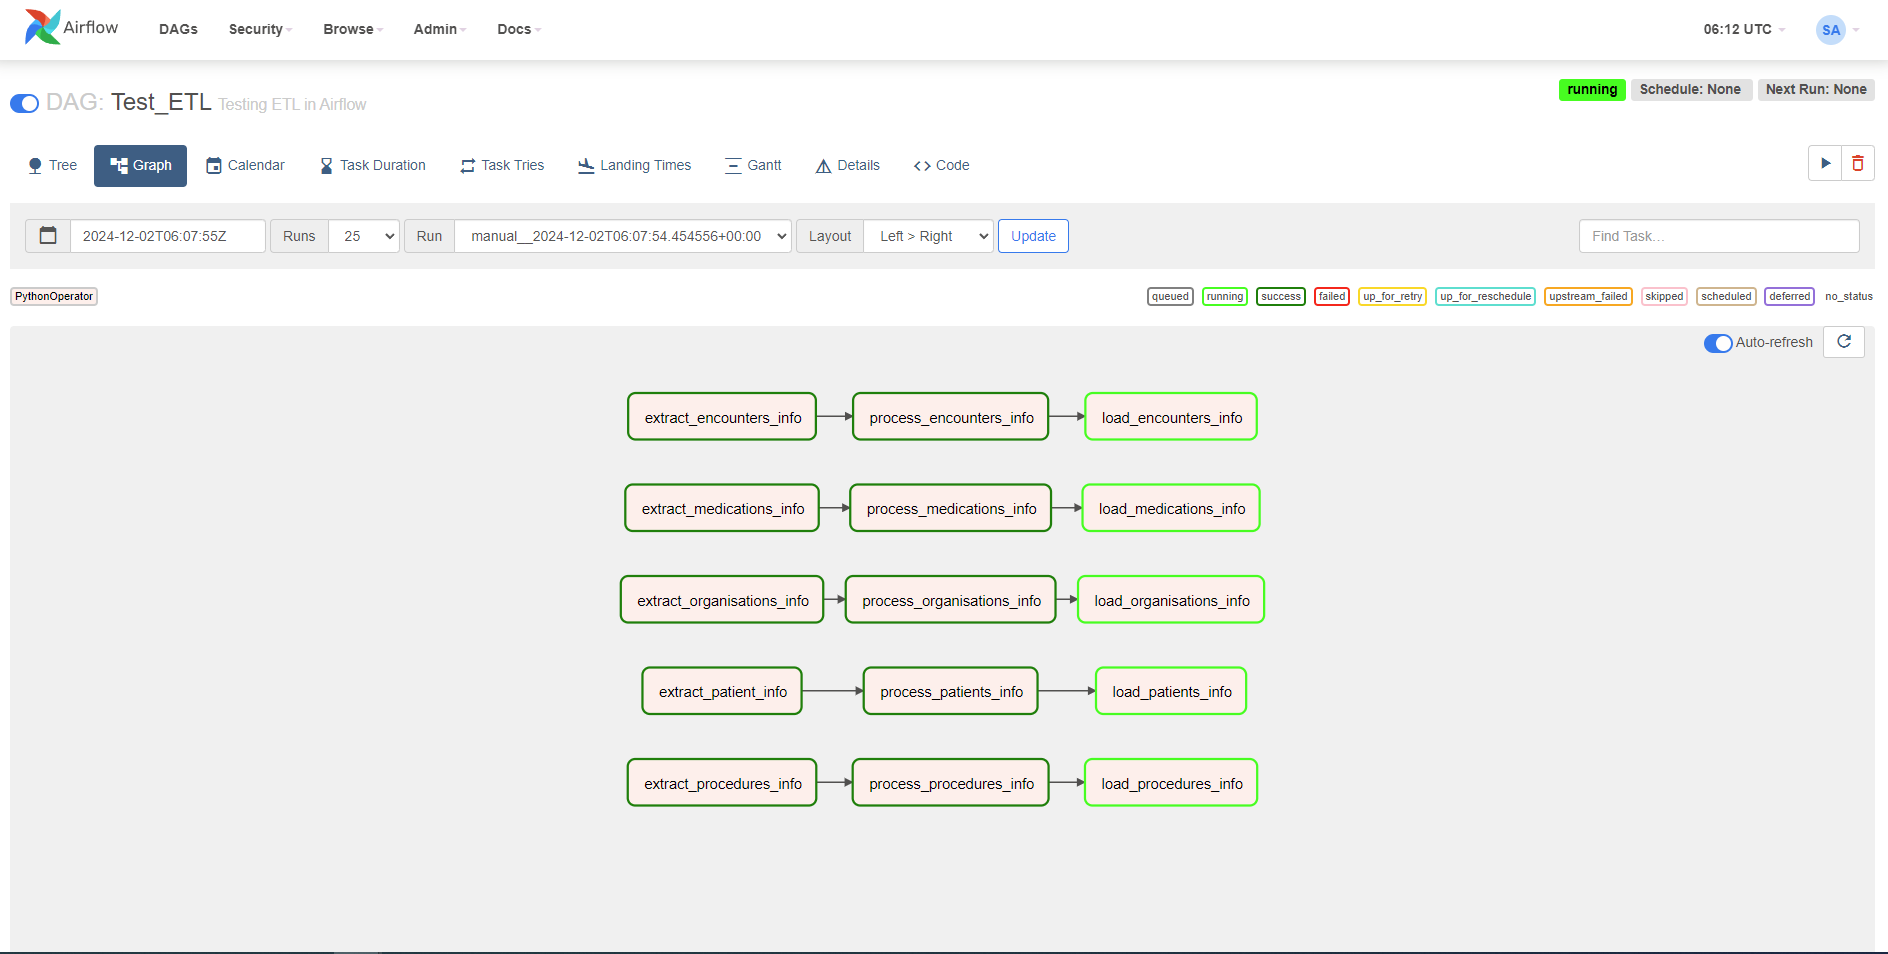 Airflow DAGs Security Browse Admin Docs 06:12 UTC SA
DAG: Test_ETL Testing ETL in Airflow
running Schedule: None Next Run: None
Tree Graph Calendar Task Duration Task Tries Landing Times Gantt Details Code
2024-12-02T06:07:55Z Runs 25 Run manual__2024-12-02T06:07:54.454556+00:00 Layout Left > Right Update Find Task…
PythonOperator queued running success failed up_for_retry up_for_reschedule upstream_failed skipped scheduled deferred no_status
Auto-refresh
extract_encounters_info process_encounters_info load_encounters_info
extract_medications_info process_medications_info load_medications_info
extract_organisations_info process_organisations_info load_organisations_info
extract_patient_info process_patients_info load_patients_info
extract_procedures_info process_procedures_info load_procedures_info